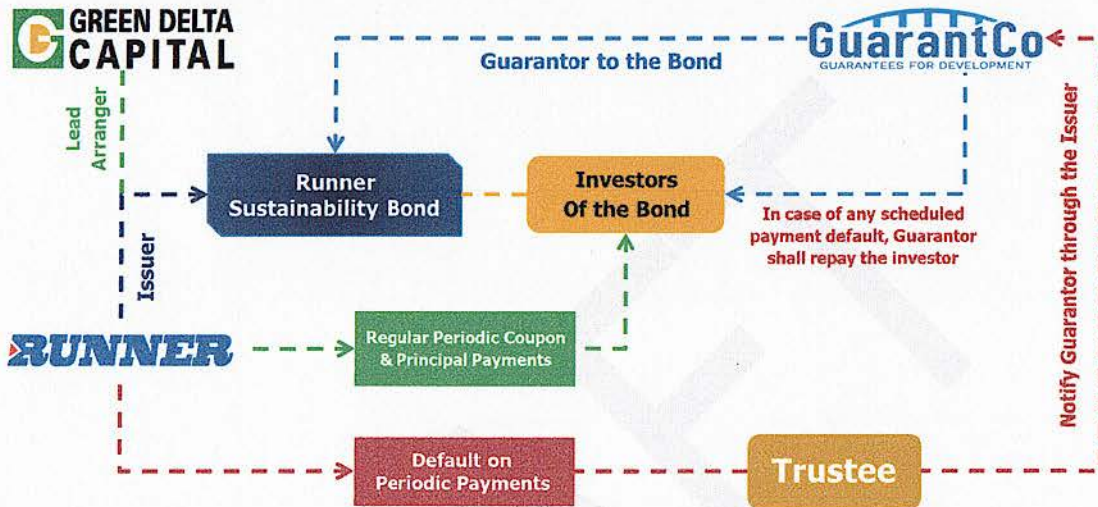 GREEN DELTA
CAPITAL
GuarantCo
GUARANTEES FOR DEVELOPMENT
Guarantor to the Bond
Lead
Arranger
Runner
Sustainability Bond
Investors
Of the Bond
In case of any scheduled
payment default, Guarantor
shall repay the investor
Notify Guarantor through the Issuer
Issuer
RUNNER
Regular Periodic Coupon
& Principal Payments
Default on
Periodic Payments
Trustee